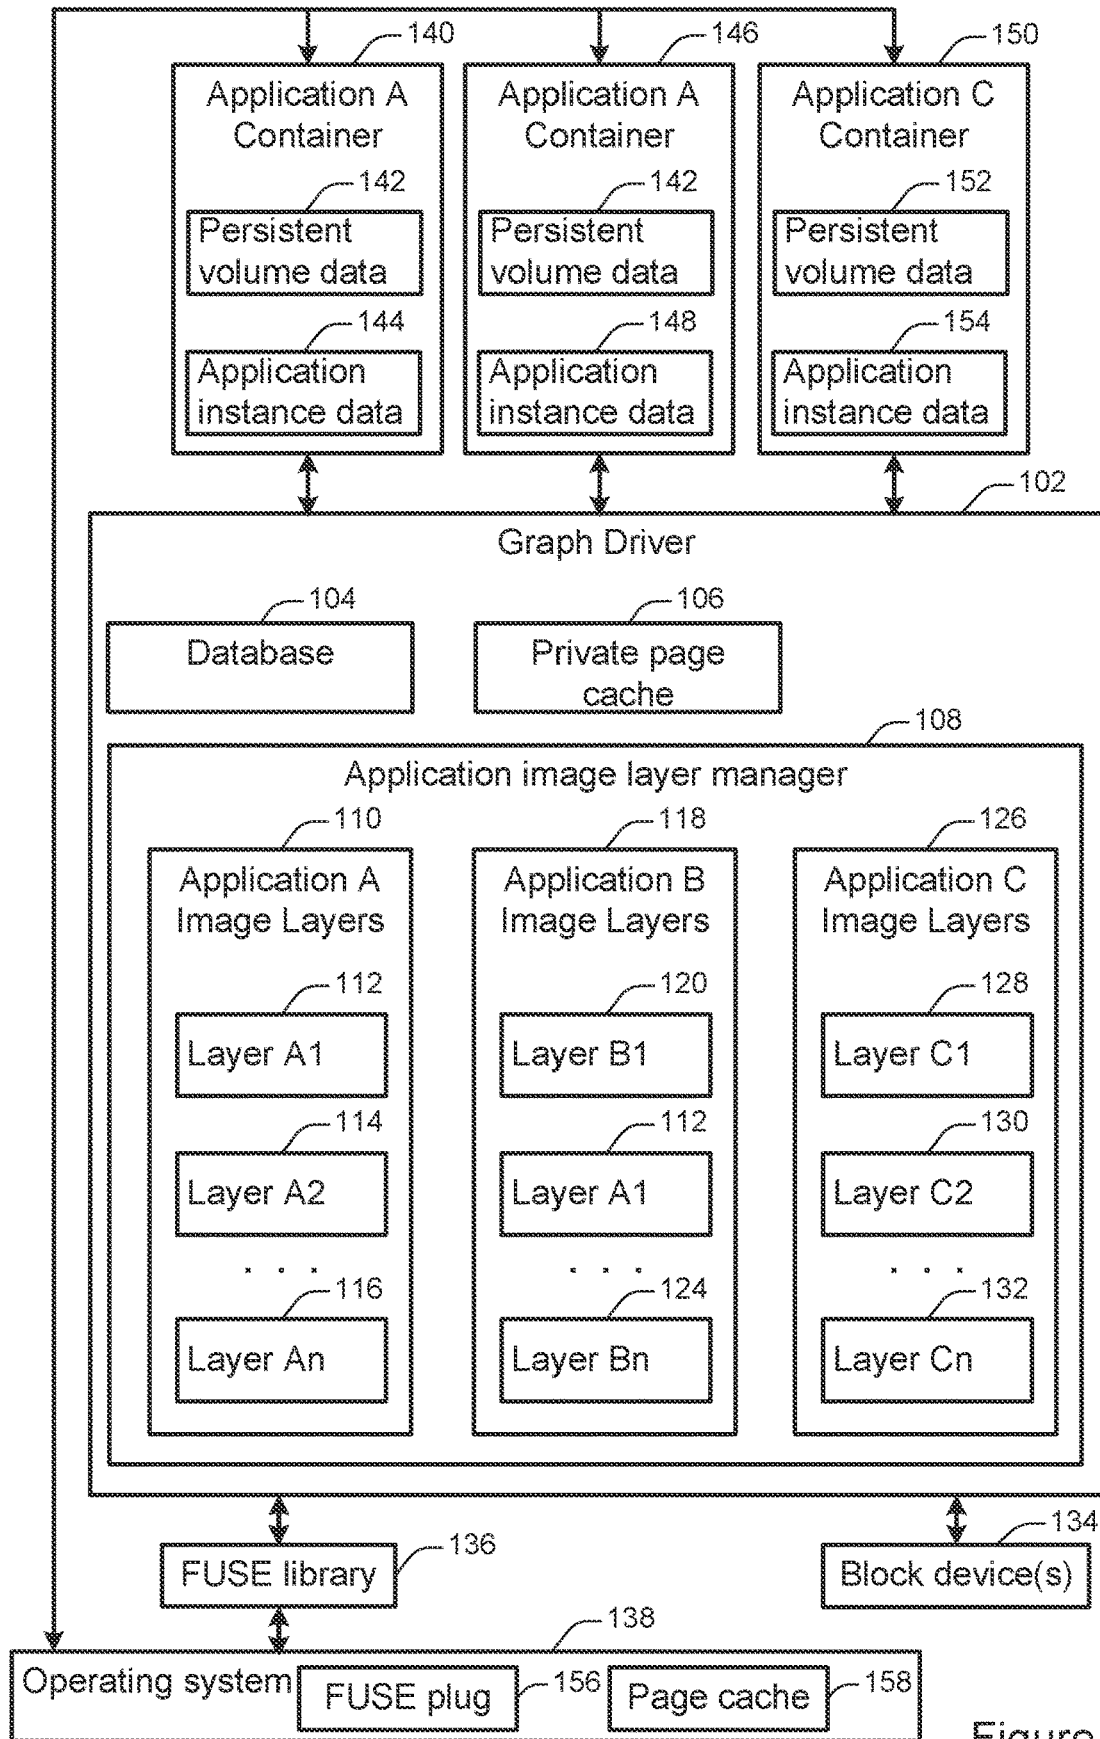 140
146
150
Application A
Container
Application A
Container
Application C
Container
142
142
152
Persistent
volume data
Persistent
volume data
Persistent
volume data
144
148
154
Application
instance data
Application
instance data
Application
instance data
102
Graph Driver
104
106
Database
Private page
cache
108
Application image layer manager
110
118
126
Application A
Image Layers
Application B
Image Layers
Application C
Image Layers
112
120
128
Layer A1
Layer B1
Layer C1
114
112
130
Layer A2
Layer A1
Layer C2
. . .
. . .
. . .
116
124
132
Layer An
Layer Bn
Layer Cn
136
134
FUSE library
Block device(s)
138
Operating system
FUSE plug
156
Page cache
158
Figure